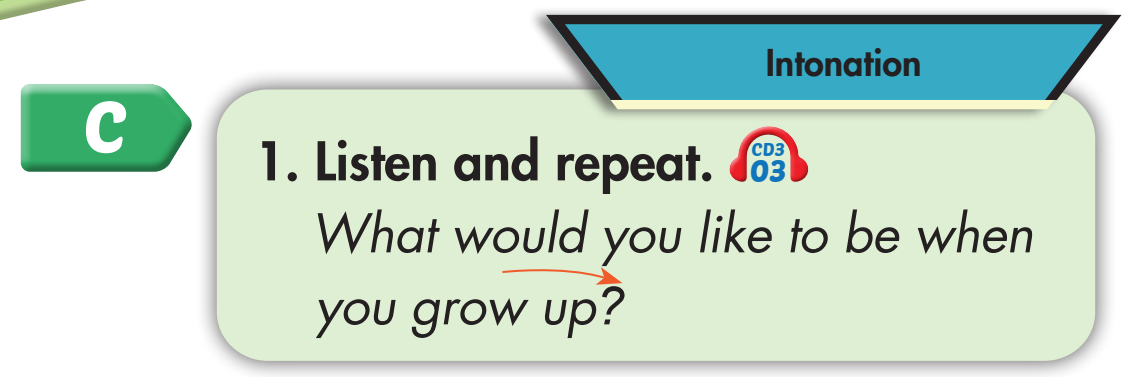 Intonation
C
1. Listen and repeat. CD3 03
What would you like to be when
you grow up?